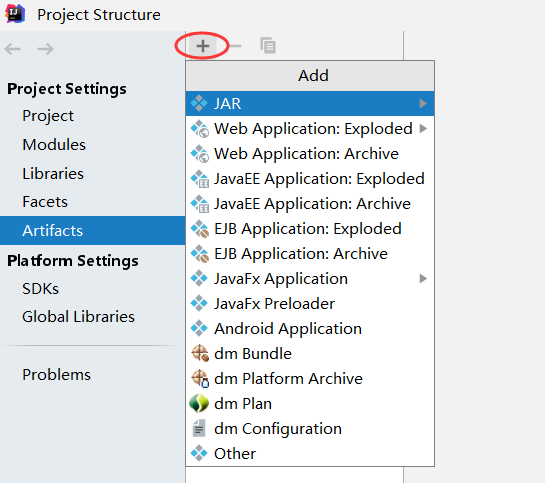 Project Structure
Project Settings
Project
Modules
Libraries
Facets
Artifacts
Platform Settings
SDKs
Global Libraries
Problems
Add
JAR
Web Application: Exploded
Web Application: Archive
JavaEE Application: Exploded
JavaEE Application: Archive
EJB Application: Exploded
EJB Application: Archive
JavaFx Application
JavaFx Preloader
Android Application
dm Bundle
dm Platform Archive
dm Plan
dm Configuration
Other